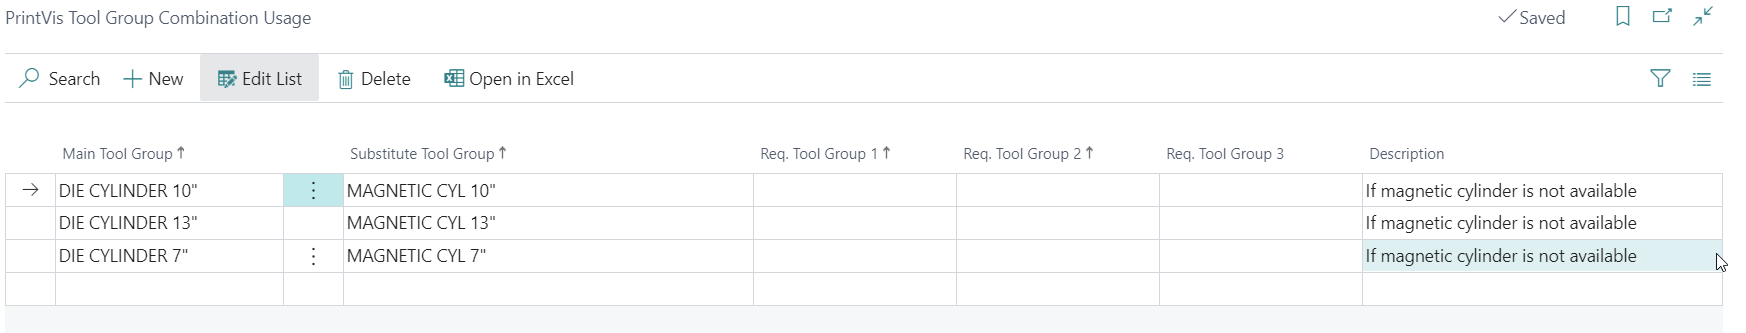 PrintVis Tool Group Combination Usage
Saved
Search New Edit List Delete Open in Excel
Main Tool Group Substitute Tool Group Req. Tool Group 1 Req. Tool Group 2 Req. Tool Group 3 Description
DIE CYLINDER 10" MAGNETIC CYL 10" If magnetic cylinder is not available
DIE CYLINDER 13" MAGNETIC CYL 13" If magnetic cylinder is not available
DIE CYLINDER 7" MAGNETIC CYL 7" If magnetic cylinder is not available